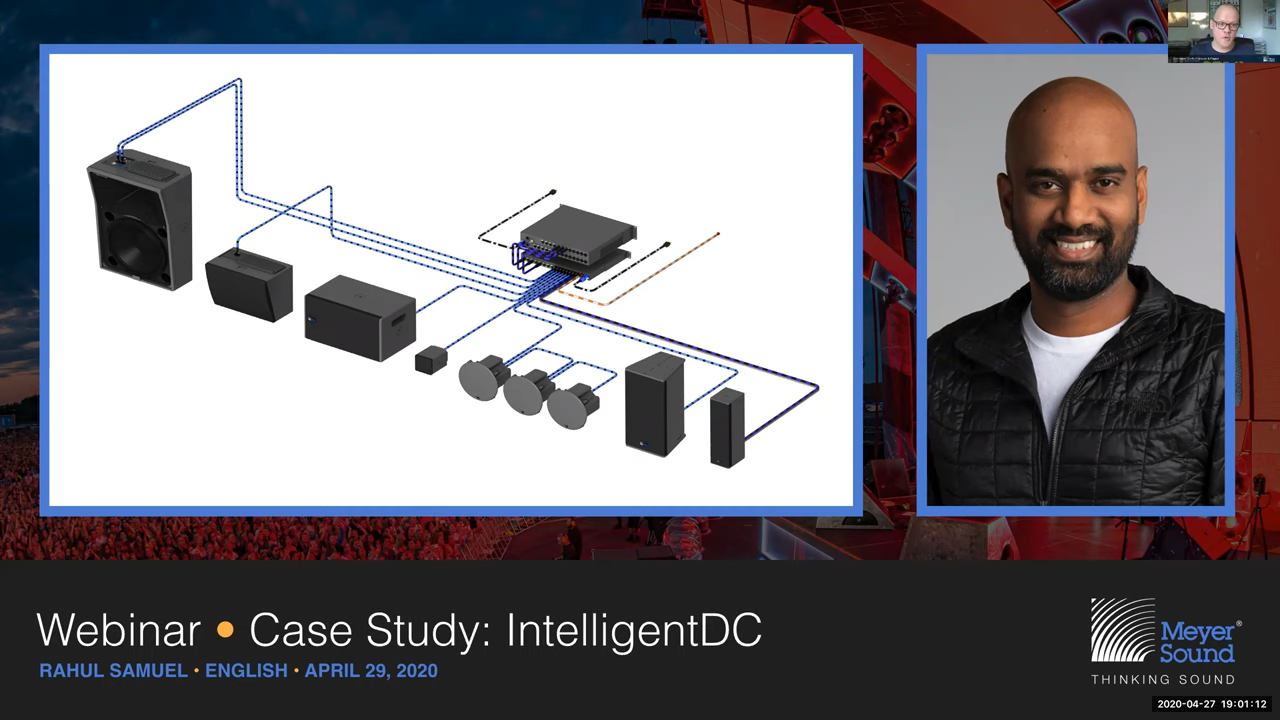 Webinar • Case Study: IntelligentDC
RAHUL SAMUEL • ENGLISH • APRIL 29, 2020
Meyer
Sound®
THINKING SOUND
2020-04-27 19:01:12